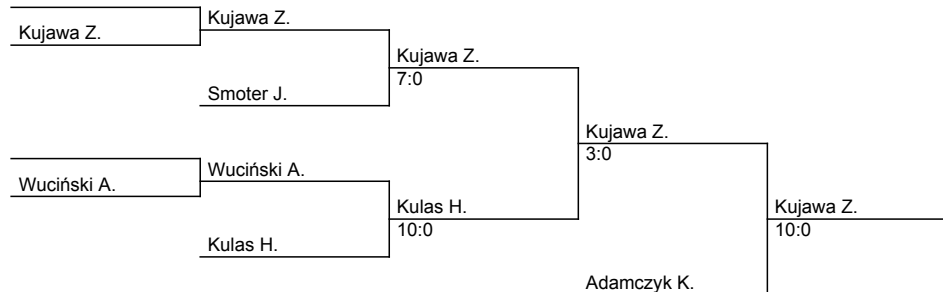 Kujawa Z.
Kujawa Z.
Kujawa Z.
7:0
Smoter J.
Kujawa Z.
3:0
Wuciński A.
Wuciński A.
Kulas H.
10:0
Kulas H.
Kujawa Z.
10:0
Adamczyk K.